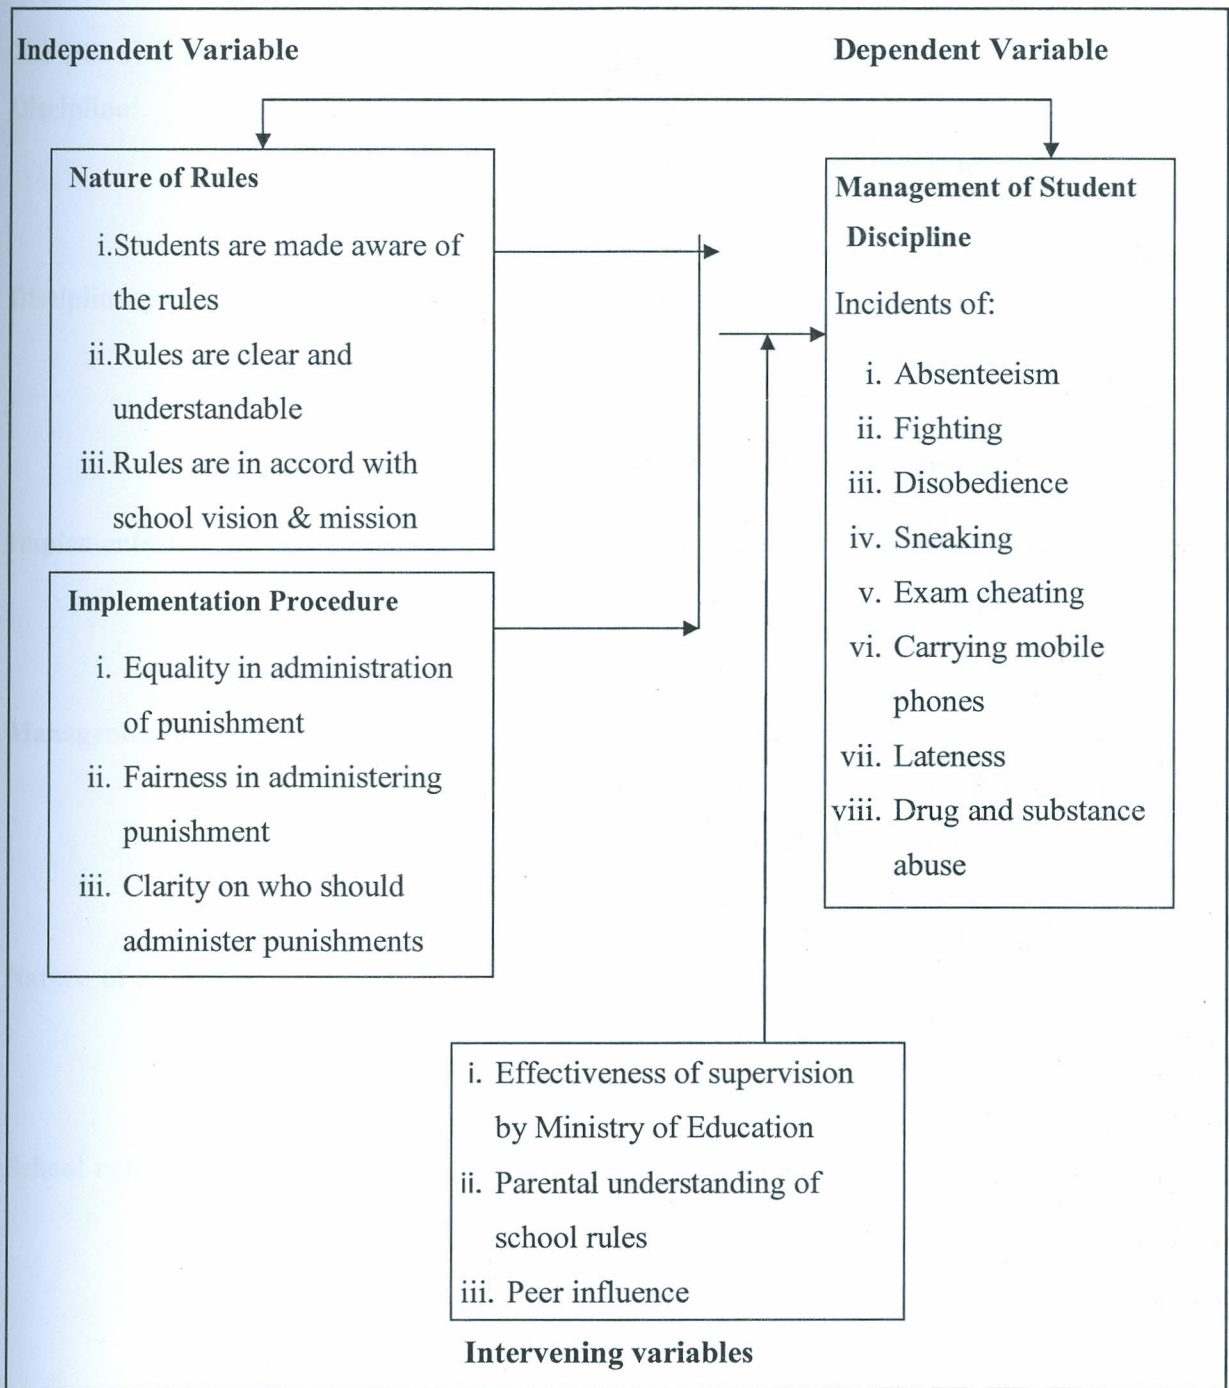 Independent Variable
Dependent Variable
Nature of Rules
i.Students are made aware of
the rules
ii.Rules are clear and
understandable
iii.Rules are in accord with
school vision & mission
Implementation Procedure
i. Equality in administration
of punishment
ii. Fairness in administering
punishment
iii. Clarity on who should
administer punishments
Management of Student
Discipline
Incidents of:
i. Absenteeism
ii. Fighting
iii. Disobedience
iv. Sneaking
v. Exam cheating
vi. Carrying mobile
phones
vii. Lateness
viii. Drug and substance
abuse
i. Effectiveness of supervision
by Ministry of Education
ii. Parental understanding of
school rules
iii. Peer influence
Intervening variables